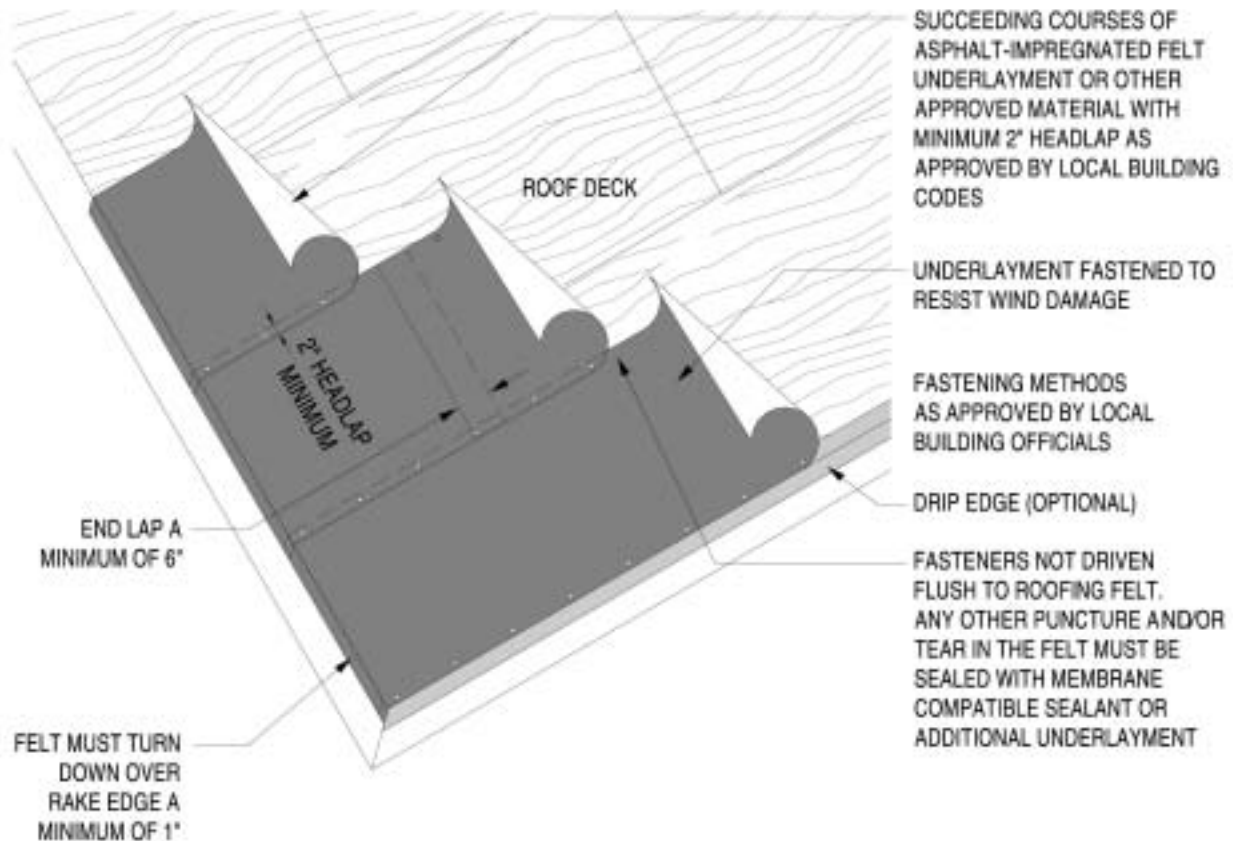 SUCCEEDING COURSES OF
ASPHALT-IMPREGNATED FELT
UNDERLAYMENT OR OTHER
APPROVED MATERIAL WITH
MINIMUM 2" HEADLAP AS
APPROVED BY LOCAL BUILDING
CODES
ROOF DECK
UNDERLAYMENT FASTENED TO
RESIST WIND DAMAGE
2" HEADLAP
MINIMUM
FASTENING METHODS
AS APPROVED BY LOCAL
BUILDING OFFICIALS
DRIP EDGE (OPTIONAL)
END LAP A
MINIMUM OF 6"
FASTENERS NOT DRIVEN
FLUSH TO ROOFING FELT.
ANY OTHER PUNCTURE AND/OR
TEAR IN THE FELT MUST BE
SEALED WITH MEMBRANE
COMPATIBLE SEALANT OR
ADDITIONAL UNDERLAYMENT
FELT MUST TURN
DOWN OVER
RAKE EDGE A
MINIMUM OF 1"